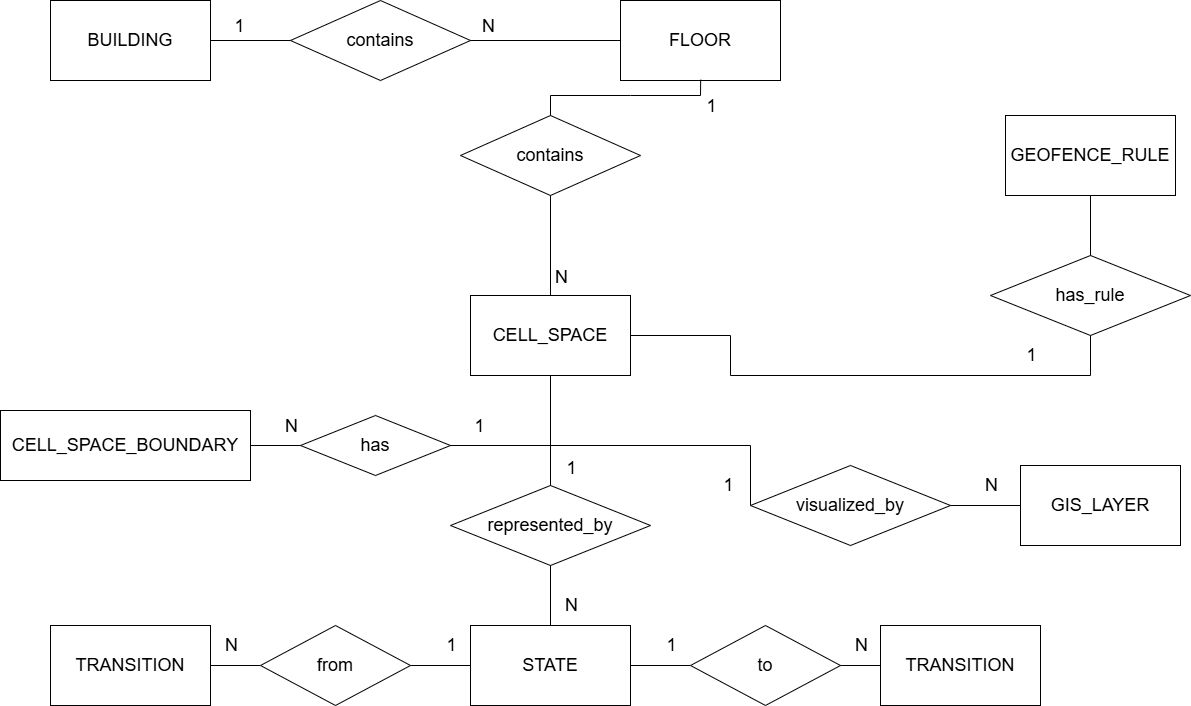 BUILDING
1
contains
N
FLOOR
1
contains
GEOFENCE_RULE
N
has_rule
CELL_SPACE
1
CELL_SPACE_BOUNDARY
N
has
1
1
1
visualized_by
N
GIS_LAYER
represented_by
N
TRANSITION
N
from
1
STATE
1
to
N
TRANSITION